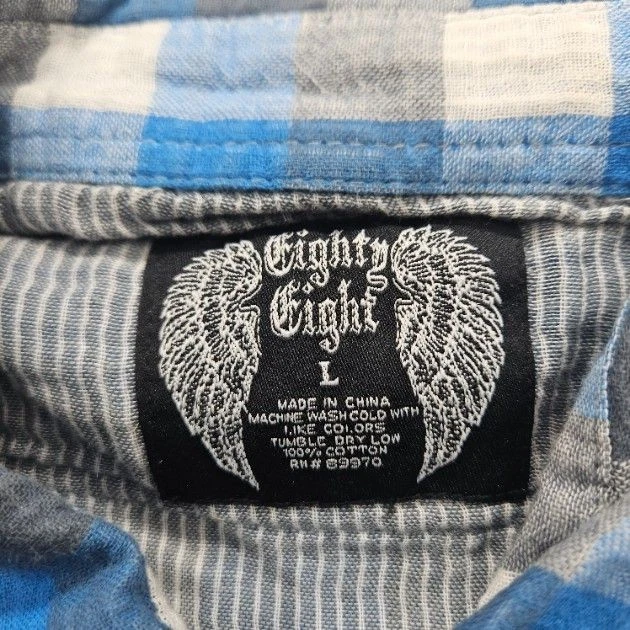 Eighty
Eight
L
MADE IN CHINA
MACHINE WASH COLD WITH
LIKE COLORS
TUMBLE DRY LOW
100% COTTON
RN# 89970